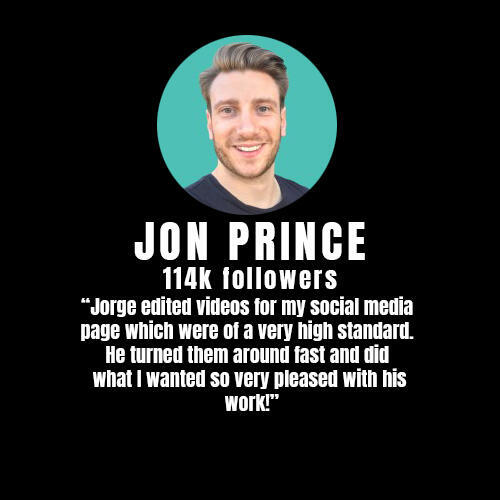 JON PRINCE
114k followers
“Jorge edited videos for my social media
page which were of a very high standard.
He turned them around fast and did
what I wanted so very pleased with his
work!”